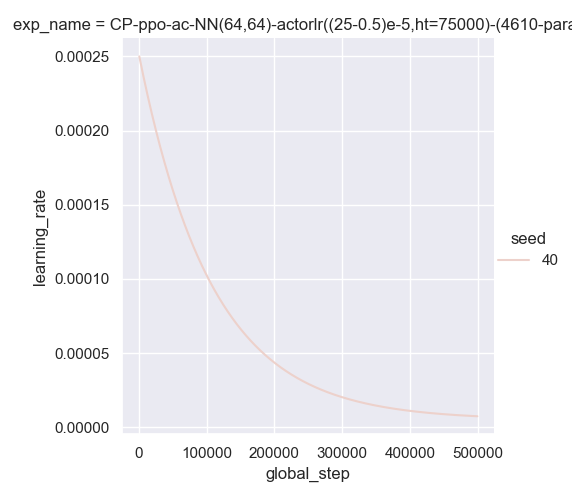 exp_name = CP-ppo-ac-NN(64,64)-actorlr((25-0.5)e-5,ht=75000)-(4610-para
0.00025
0.00020
0.00015
0.00010
0.00005
0.00000
learning_rate
0 100000 200000 300000 400000 500000
global_step
seed
40